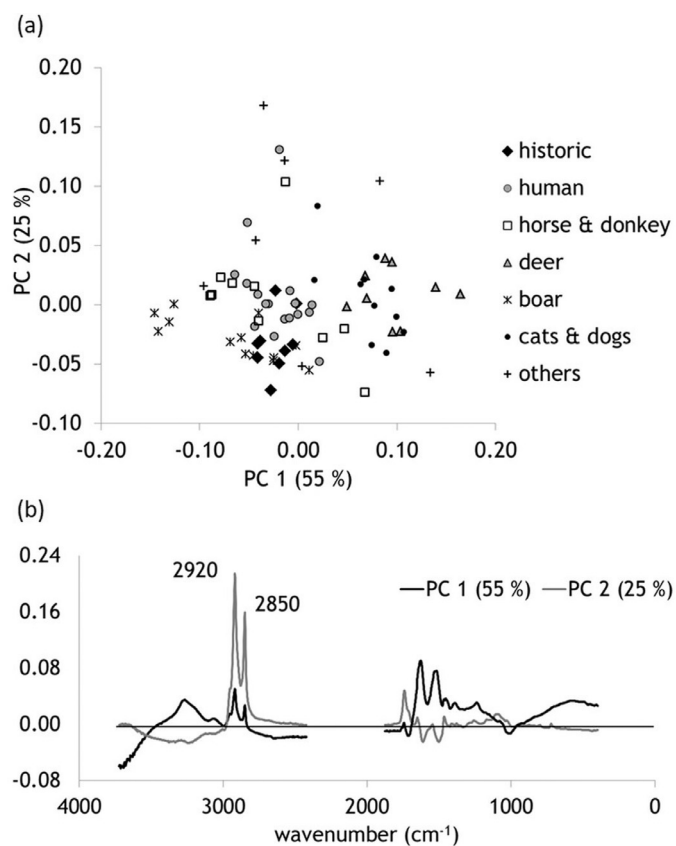 (a)
0.20
0.15
0.10
0.05
0.00
-0.05
-0.10
PC 2 (25 %)
-0.20 -0.10 0.00 0.10 0.20
PC 1 (55 %)
historic
human
horse & donkey
deer
boar
cats & dogs
others
(b)
0.24
0.16
0.08
0.00
-0.08
2920
2850
PC 1 (55 %) PC 2 (25 %)
4000 3000 2000 1000 0
wavenumber (cm-1)